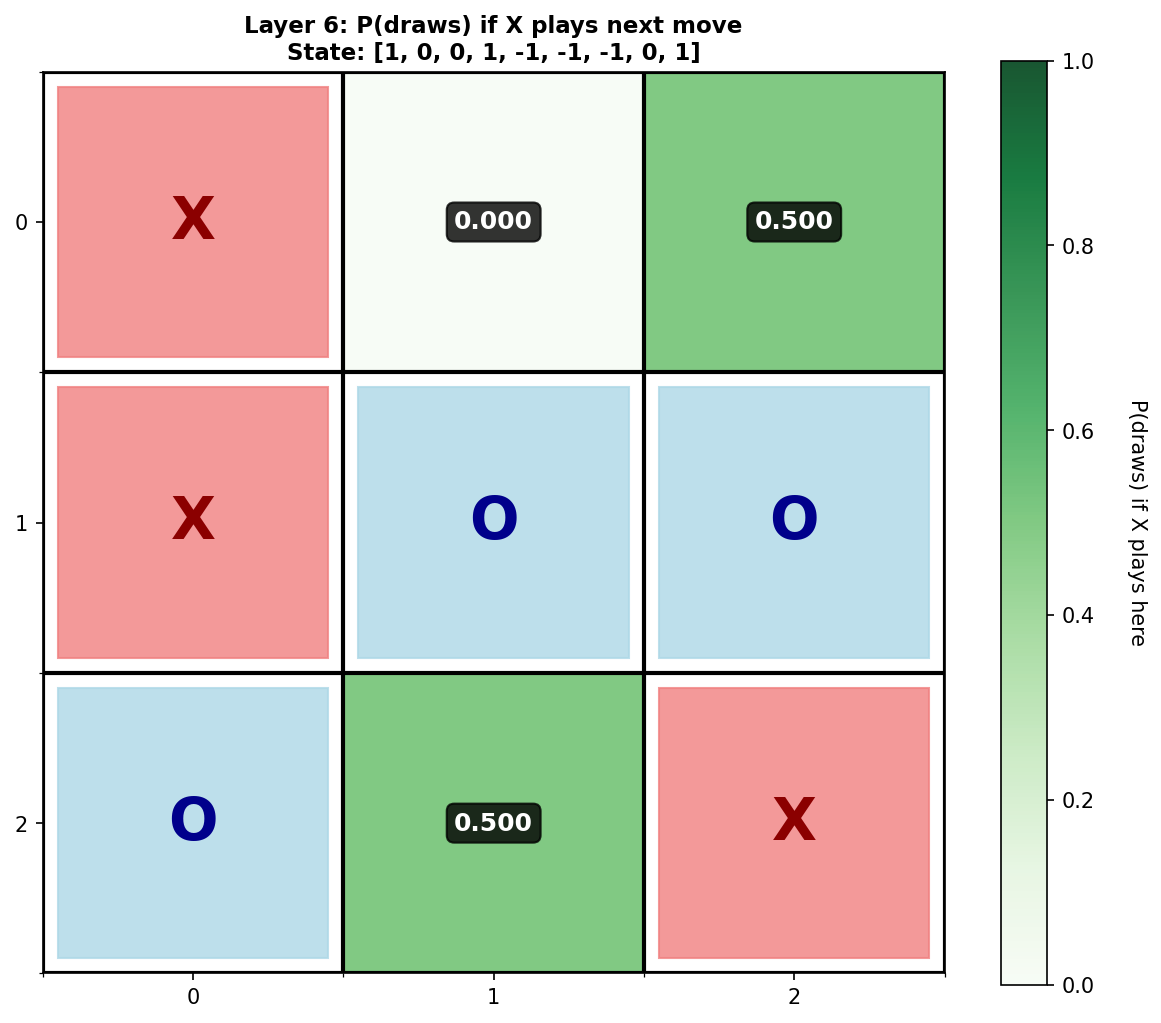 Layer 6: P(draws) if X plays next move
State: [1, 0, 0, 1, -1, -1, -1, 0, 1]
0
X
0.000
0.500
1
X
O
O
2
O
0.500
X
0
1
2
1.0
0.8
0.6
0.4
0.2
0.0
P(draws) if X plays here